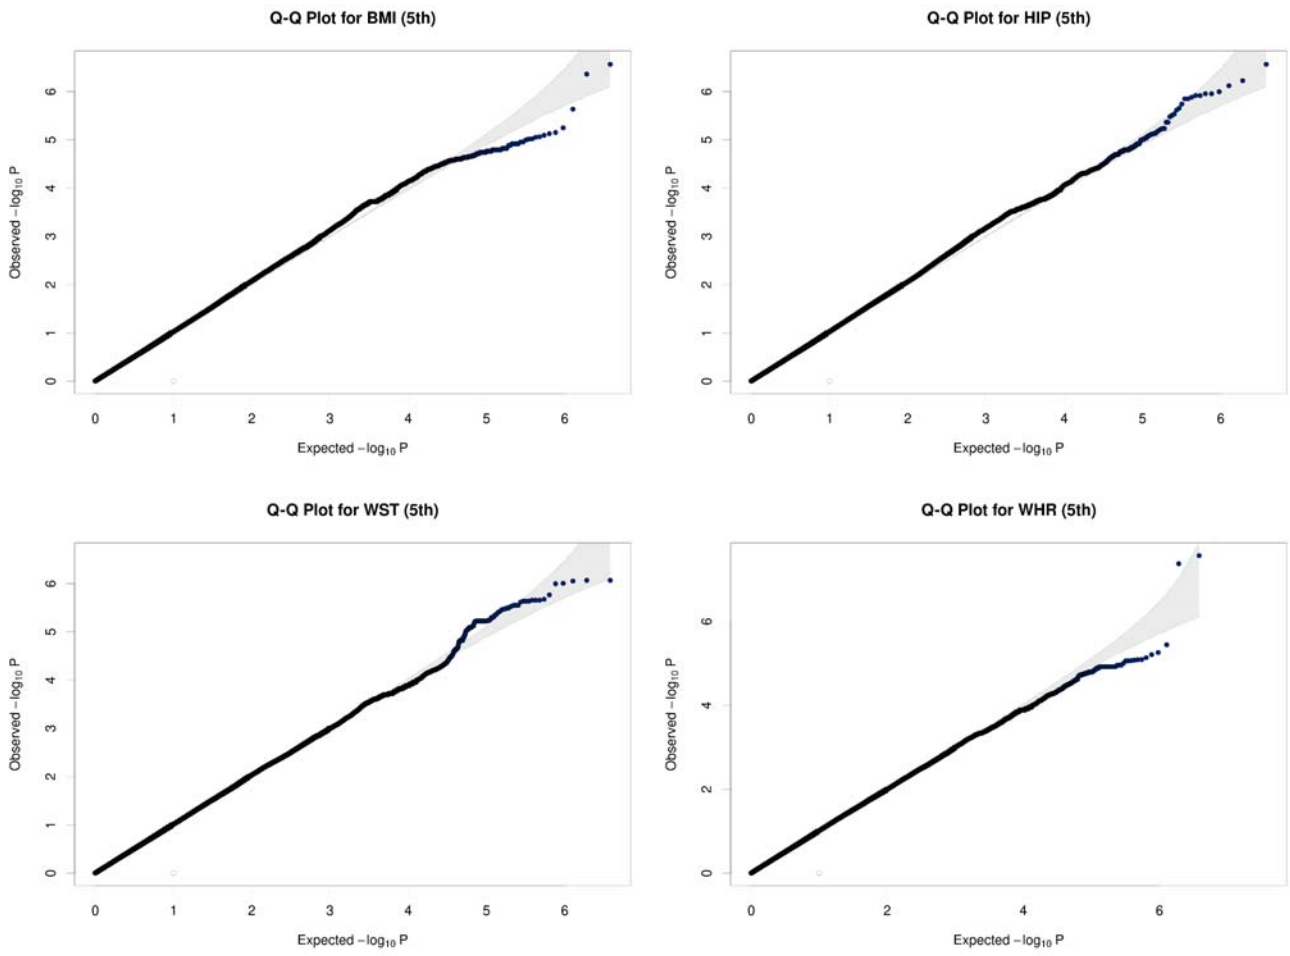 Q-Q Plot for BMI (5th)
Observed −log10 P
6
5
4
3
2
1
0
0 1 2 3 4 5 6
Expected −log10 P
Q-Q Plot for HIP (5th)
Observed −log10 P
6
5
4
3
2
1
0
0 1 2 3 4 5 6
Expected −log10 P
Q-Q Plot for WST (5th)
Observed −log10 P
6
5
4
3
2
1
0
0 1 2 3 4 5 6
Expected −log10 P
Q-Q Plot for WHR (5th)
Observed −log10 P
6
4
2
0
0 2 4 6
Expected −log10 P